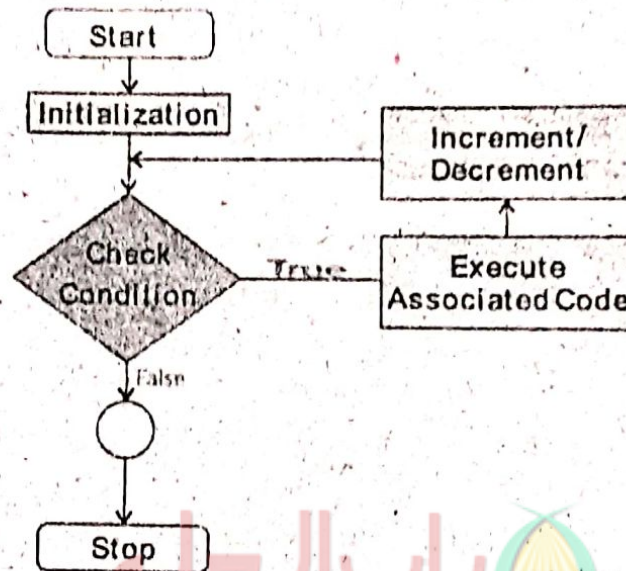 Start
Initialization
Increment/
Decrement
Check
Condition
True
Execute
Associated Code
False
Stop